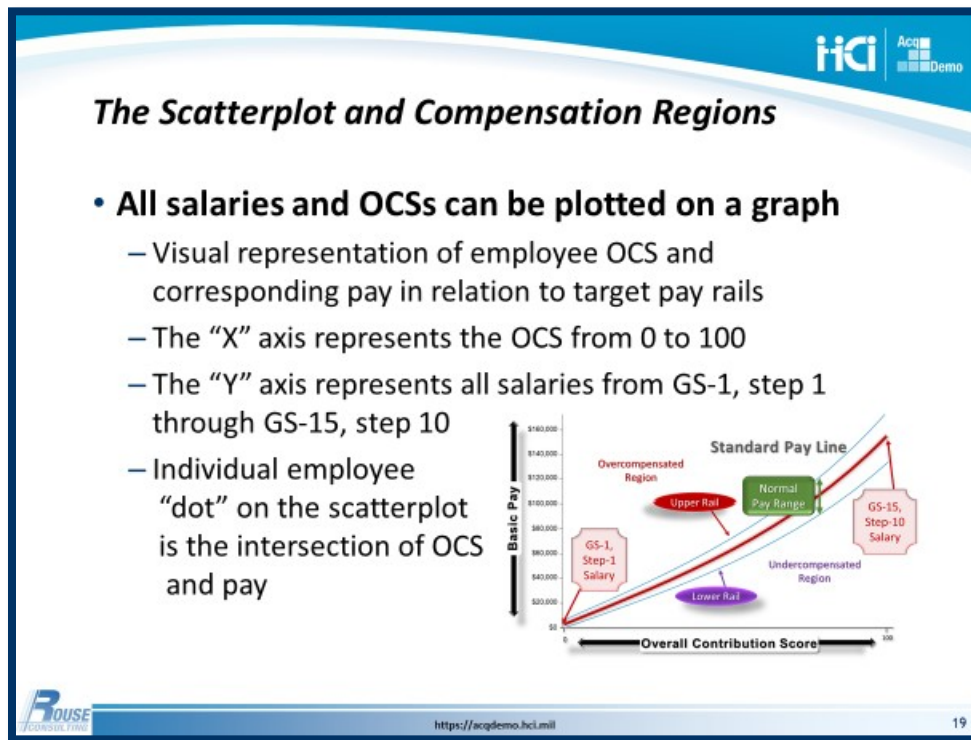 HCi
Acq
Demo
The Scatterplot and Compensation Regions
• All salaries and OCSs can be plotted on a graph
– Visual representation of employee OCS and
corresponding pay in relation to target pay rails
– The “X” axis represents the OCS from 0 to 100
– The “Y” axis represents all salaries from GS-1, step 1
through GS-15, step 10
– Individual employee
“dot” on the scatterplot
is the intersection of OCS
and pay
Basic Pay
$160,000
$140,000
$120,000
$100,000
$80,000
$60,000
$40,000
$20,000
$0
Standard Pay Line
Overcompensated
Region
Upper Rail
Normal
Pay Range
GS-15,
Step-10
Salary
GS-1,
Step-1
Salary
Undercompensated
Region
Lower Rail
0
100
Overall Contribution Score
ROUSE
CONSULTING
https://acqdemo.hci.mil
19